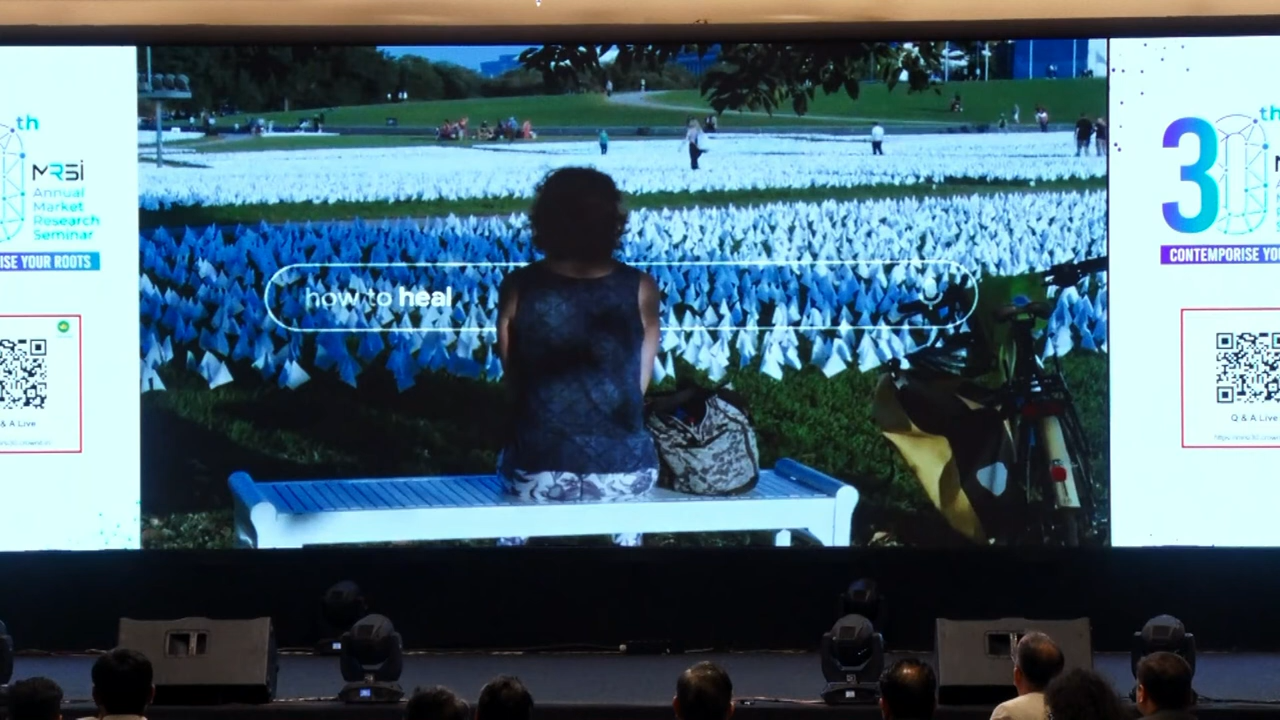 th
MRSI
Annual
Market
Research
Seminar
ISE YOUR ROOTS
Q & A Live
how to heal
30
th
CONTEMPORISE YOU
Q & A Live